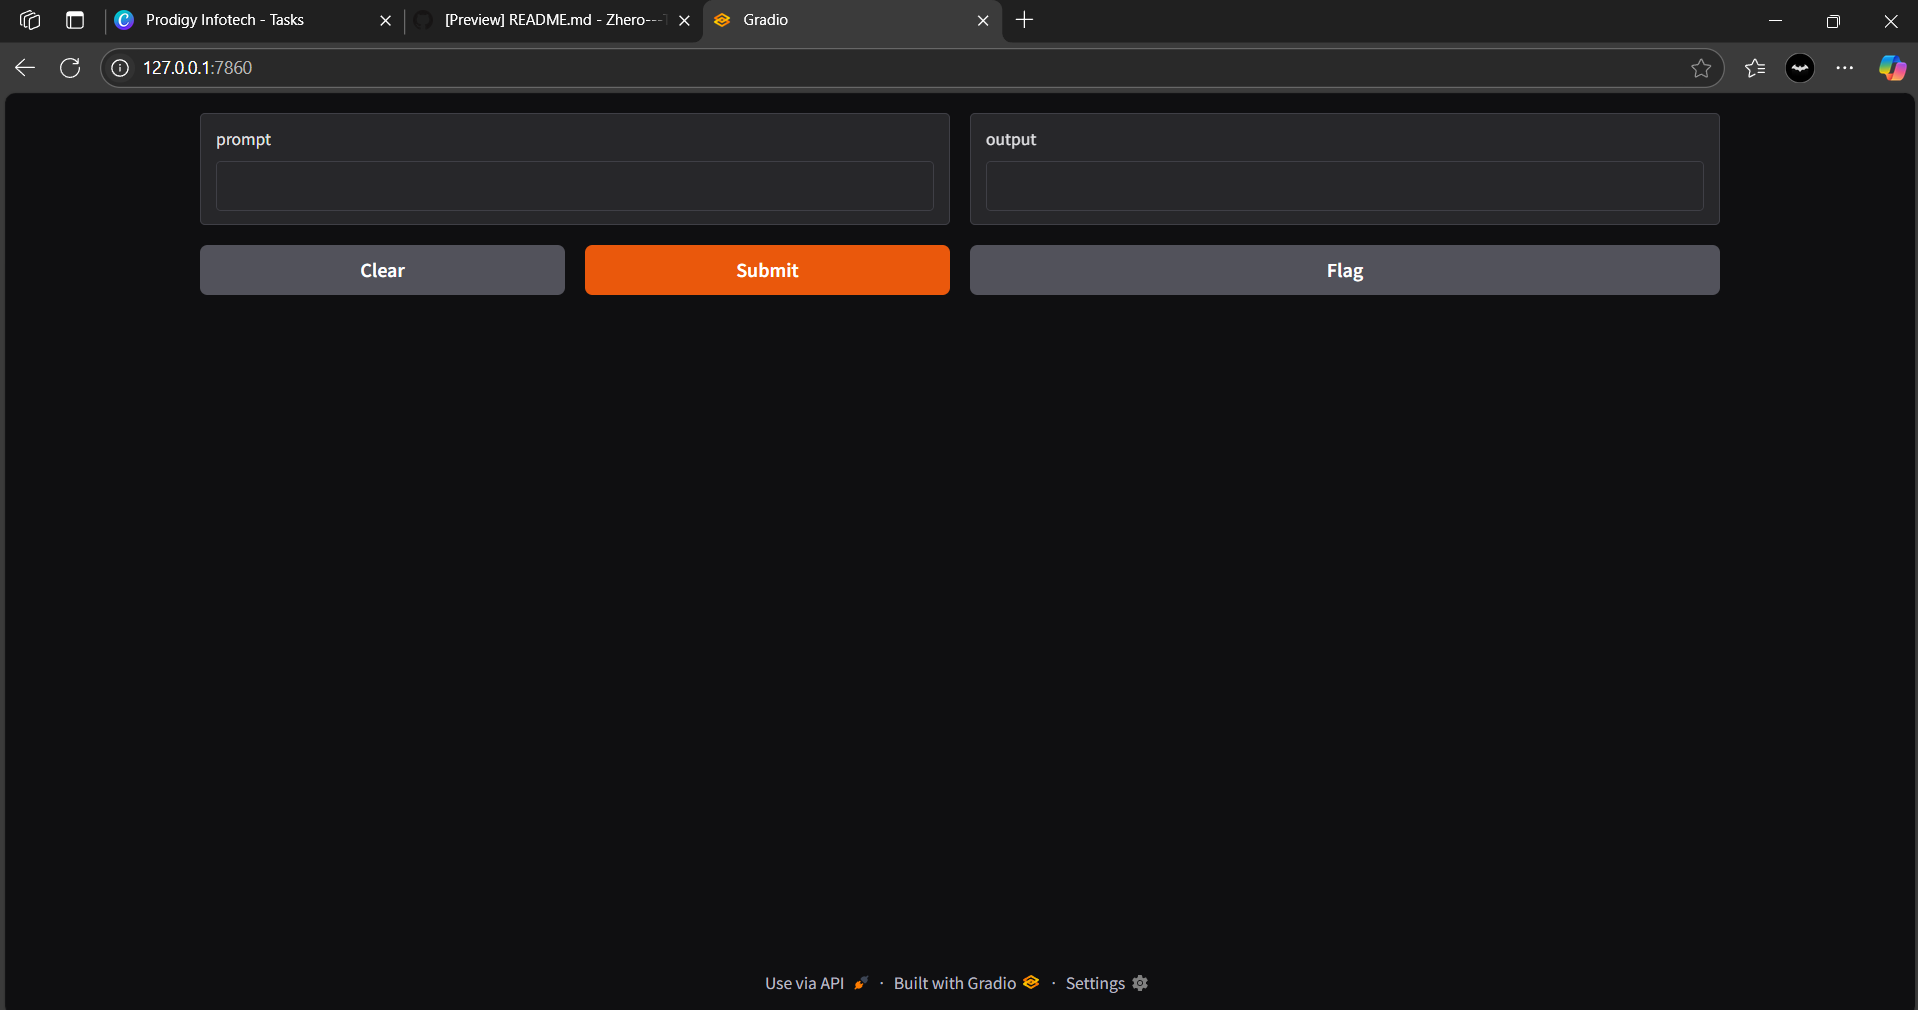 Prodigy Infotech - Tasks
[Preview] README.md - Zhero---
Gradio
127.0.0.1:7860
prompt
output
Clear
Submit
Flag
Use via API · Built with Gradio · Settings